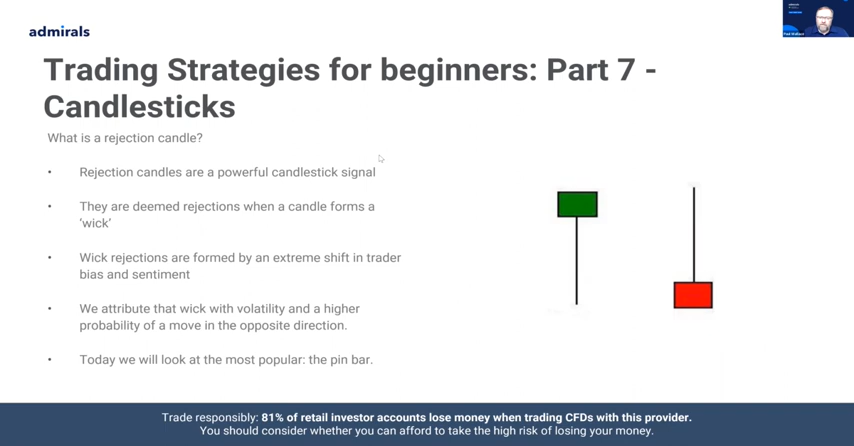 admirals
Trading Strategies for beginners: Part 7 -
Candlesticks
What is a rejection candle?
• Rejection candles are a powerful candlestick signal
• They are deemed rejections when a candle forms a
‘wick’
• Wick rejections are formed by an extreme shift in trader
bias and sentiment
• We attribute that wick with volatility and a higher
probability of a move in the opposite direction.
• Today we will look at the most popular: the pin bar.
Trade responsibly: 81% of retail investor accounts lose money when trading CFDs with this provider.
You should consider whether you can afford to take the high risk of losing your money.